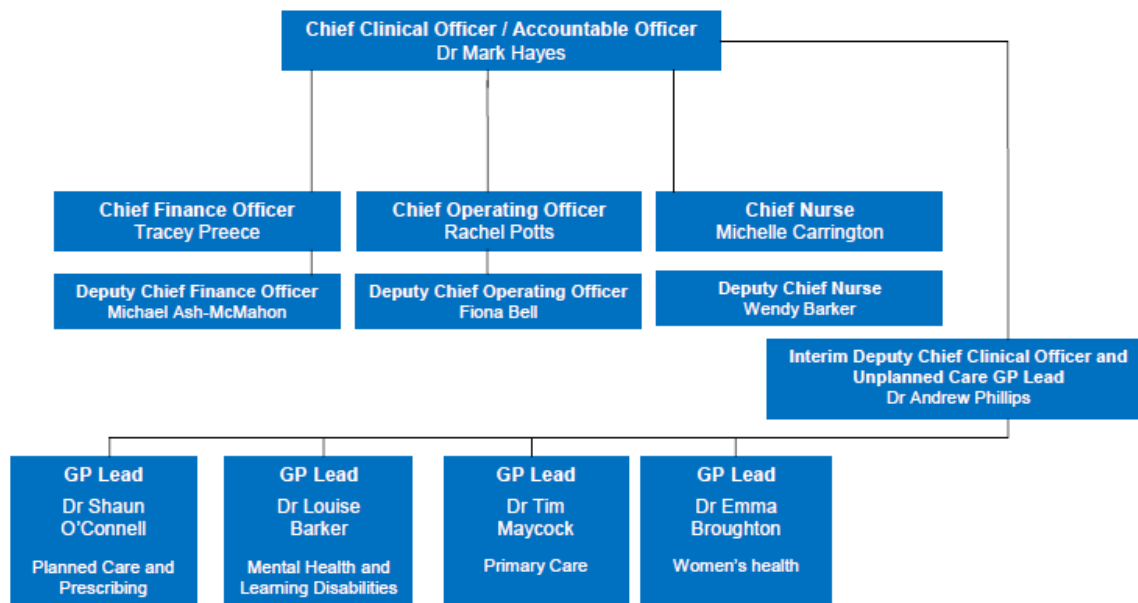 Chief Clinical Officer / Accountable Officer
Dr Mark Hayes
Chief Finance Officer
Tracey Preece
Chief Operating Officer
Rachel Potts
Chief Nurse
Michelle Carrington
Deputy Chief Finance Officer
Michael Ash-McMahon
Deputy Chief Operating Officer
Fiona Bell
Deputy Chief Nurse
Wendy Barker
Interim Deputy Chief Clinical Officer and
Unplanned Care GP Lead
Dr Andrew Phillips
GP Lead
Dr Shaun
O’Connell
Planned Care and
Prescribing
GP Lead
Dr Louise
Barker
Mental Health and
Learning Disabilities
GP Lead
Dr Tim
Maycock
Primary Care
GP Lead
Dr Emma
Broughton
Women’s health